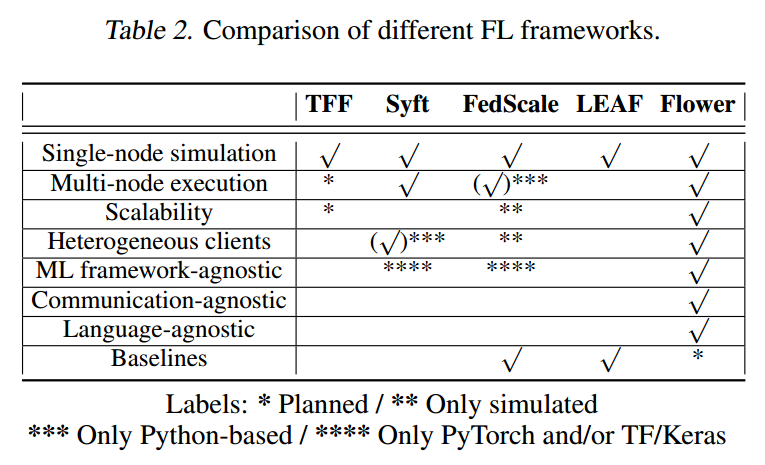 Table 2. Comparison of different FL frameworks.
TFF Syft FedScale LEAF Flower
Single-node simulation √ √ √ √ √
Multi-node execution * √ (√)*** √
Scalability * ** √
Heterogeneous clients (√)*** ** √
ML framework-agnostic **** **** √
Communication-agnostic √
Language-agnostic √
Baselines √ √ *
Labels: * Planned / ** Only simulated
*** Only Python-based / **** Only PyTorch and/or TF/Keras